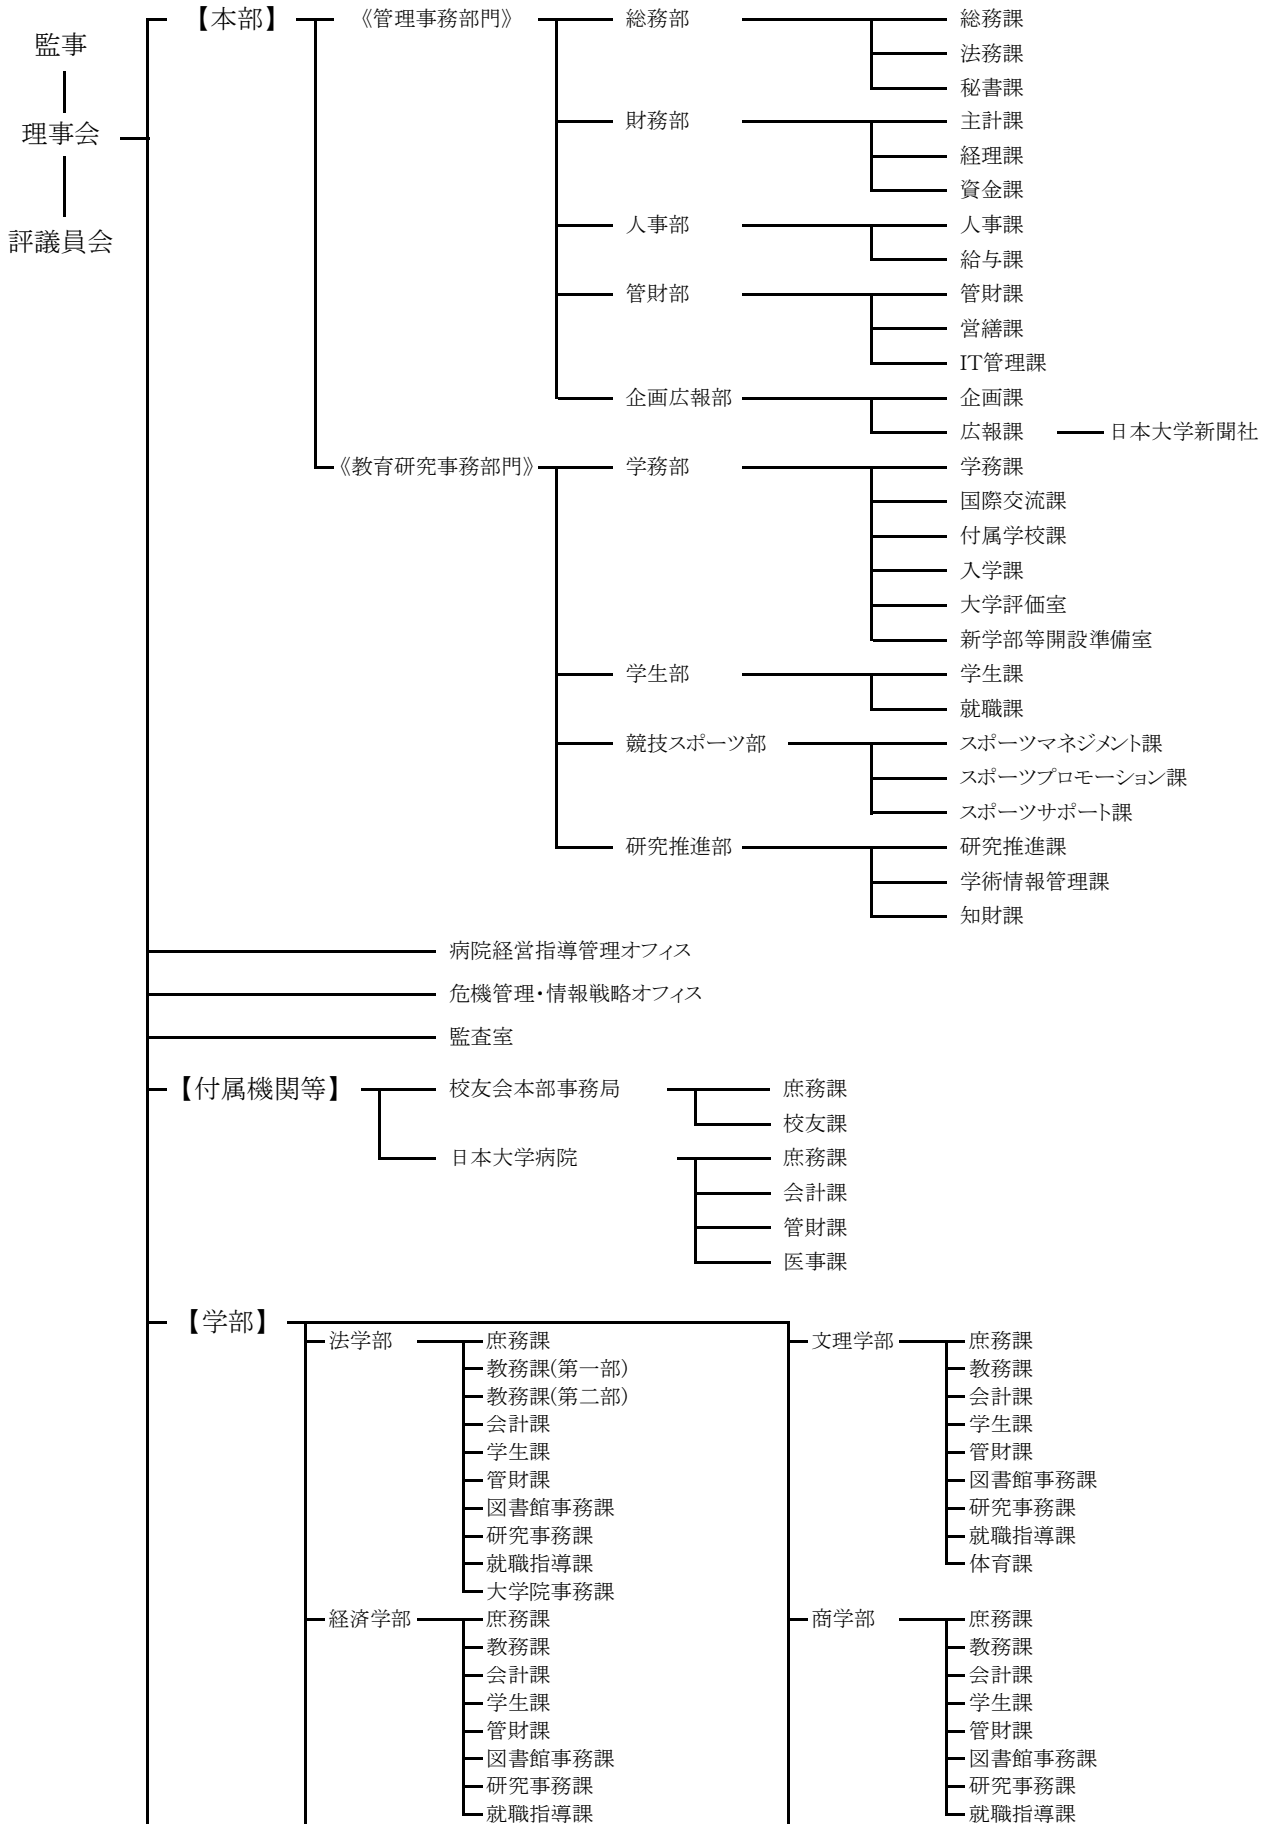 監事
理事会
評議員会
【本部】 《管理事務部門》 総務部 総務課
法務課
秘書課
財務部 主計課
経理課
資金課
人事部 人事課
給与課
管財部 管財課
営繕課
IT管理課
企画広報部 企画課
広報課 日本大学新聞社
《教育研究事務部門》 学務部 学務課
国際交流課
付属学校課
入学課
大学評価室
新学部等開設準備室
学生部 学生課
就職課
競技スポーツ部 スポーツマネジメント課
スポーツプロモーション課
スポーツサポート課
研究推進部 研究推進課
学術情報管理課
知財課
病院経営指導管理オフィス
危機管理・情報戦略オフィス
監査室
【付属機関等】 校友会本部事務局 庶務課
校友課
日本大学病院 庶務課
会計課
管財課
医事課
【学部】
法学部 庶務課
教務課(第一部)
教務課(第二部)
会計課
学生課
管財課
図書館事務課
研究事務課
就職指導課
大学院事務課
経済学部 庶務課
教務課
会計課
学生課
管財課
図書館事務課
研究事務課
就職指導課
文理学部 庶務課
教務課
会計課
学生課
管財課
図書館事務課
研究事務課
就職指導課
体育課
商学部 庶務課
教務課
会計課
学生課
管財課
図書館事務課
研究事務課
就職指導課